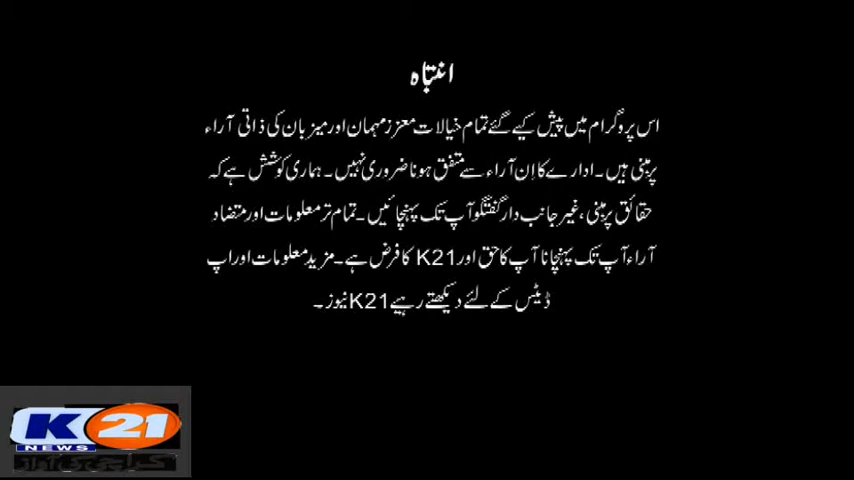 انتباہ
اس پروگرام میں پیش کیے گئے تمام خیالات معزز مہمان اور میزبان کی ذاتی آراء
پر مبنی ہیں۔ ادارے کا اِن آراء سے متفق ہونا ضروری نہیں۔ ہماری کوشش ہے کہ
حقائق پر مبنی، غیر جانب دار گفتگو آپ تک پہنچائیں۔ تمام تر معلومات اور متضاد
آراء آپ تک پہنچانا آپ کا حق اور K21 کا فرض ہے۔ مزید معلومات اور اپ
ڈیٹس کے لئے دیکھتے رہیے K21 نیوز۔
K21
NEWS
کراچی کی آواز